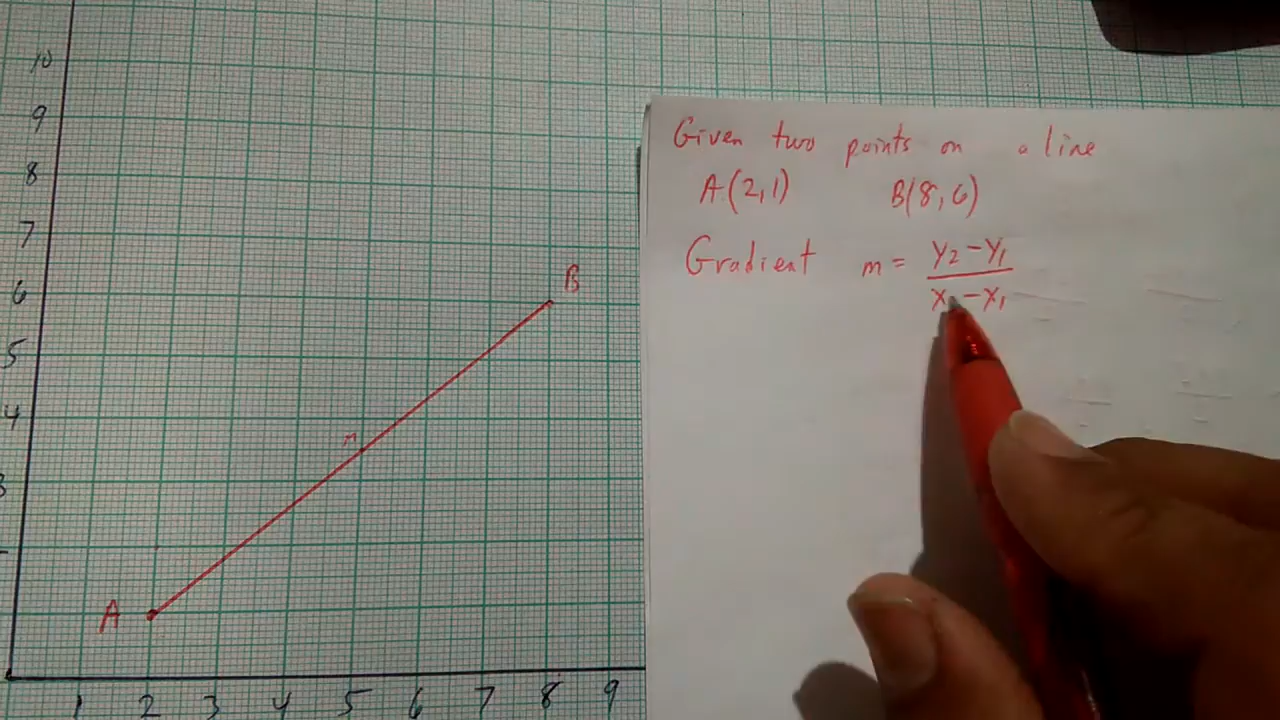 10
9
8
7
6
5
4
3
A
m
B
1 2 3 4 5 6 7 8 9
Given two points on a line
A(2,1) B(8,6)
Gradient m = y₂-y₁
x -x₁